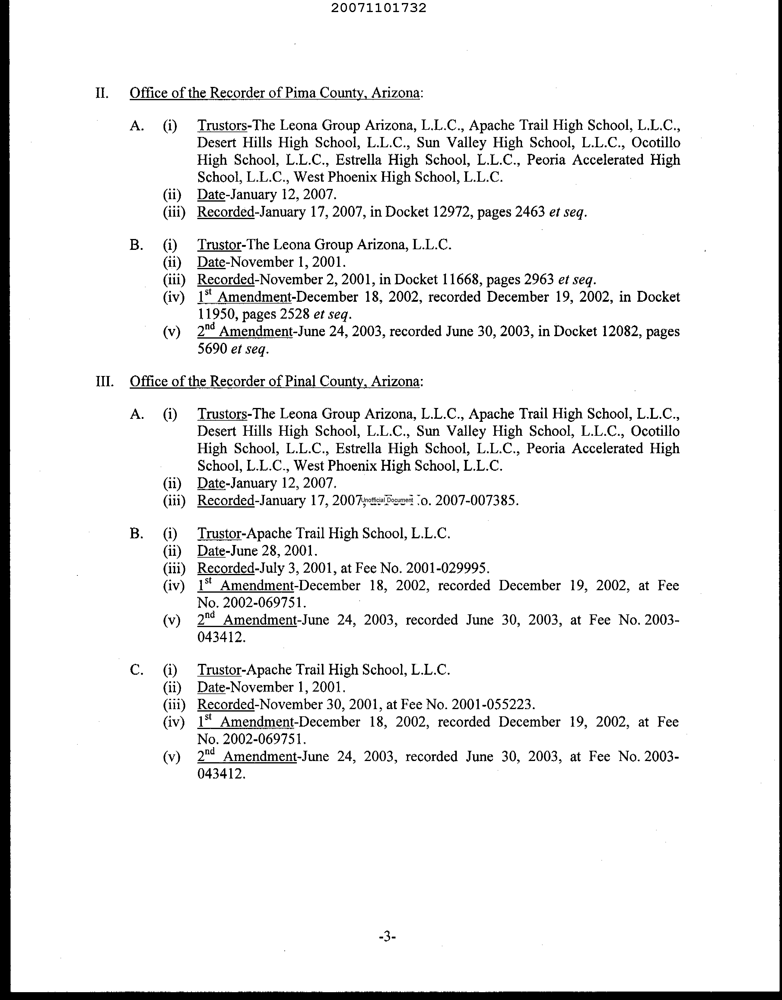 20071101732
II. Office of the Recorder of Pima County, Arizona:
A. (i) Trustors-The Leona Group Arizona, L.L.C., Apache Trail High School, L.L.C.,
Desert Hills High School, L.L.C., Sun Valley High School, L.L.C., Ocotillo
High School, L.L.C., Estrella High School, L.L.C., Peoria Accelerated High
School, L.L.C., West Phoenix High School, L.L.C.
(ii) Date-January 12, 2007.
(iii) Recorded-January 17, 2007, in Docket 12972, pages 2463 et seq.
B. (i) Trustor-The Leona Group Arizona, L.L.C.
(ii) Date-November 1, 2001.
(iii) Recorded-November 2, 2001, in Docket 11668, pages 2963 et seq.
(iv) 1st Amendment-December 18, 2002, recorded December 19, 2002, in Docket
11950, pages 2528 et seq.
(v) 2nd Amendment-June 24, 2003, recorded June 30, 2003, in Docket 12082, pages
5690 et seq.
III. Office of the Recorder of Pinal County, Arizona:
A. (i) Trustors-The Leona Group Arizona, L.L.C., Apache Trail High School, L.L.C.,
Desert Hills High School, L.L.C., Sun Valley High School, L.L.C., Ocotillo
High School, L.L.C., Estrella High School, L.L.C., Peoria Accelerated High
School, L.L.C., West Phoenix High School, L.L.C.
(ii) Date-January 12, 2007.
(iii) Recorded-January 17, 2007, Unofficial Document o. 2007-007385.
B. (i) Trustor-Apache Trail High School, L.L.C.
(ii) Date-June 28, 2001.
(iii) Recorded-July 3, 2001, at Fee No. 2001-029995.
(iv) 1st Amendment-December 18, 2002, recorded December 19, 2002, at Fee
No. 2002-069751.
(v) 2nd Amendment-June 24, 2003, recorded June 30, 2003, at Fee No. 2003-
043412.
C. (i) Trustor-Apache Trail High School, L.L.C.
(ii) Date-November 1, 2001.
(iii) Recorded-November 30, 2001, at Fee No. 2001-055223.
(iv) 1st Amendment-December 18, 2002, recorded December 19, 2002, at Fee
No. 2002-069751.
(v) 2nd Amendment-June 24, 2003, recorded June 30, 2003, at Fee No. 2003-
043412.
-3-